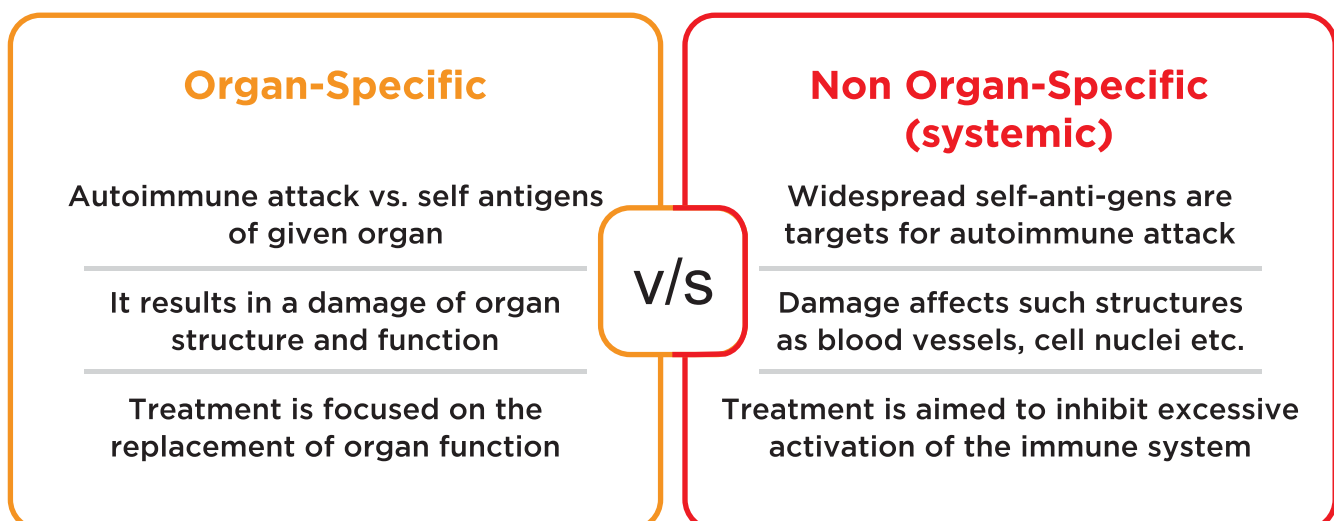 Organ-Specific
Autoimmune attack vs. self antigens
of given organ
It results in a damage of organ
structure and function
Treatment is focused on the
replacement of organ function
v/s
Non Organ-Specific
(systemic)
Widespread self-anti-gens are
targets for autoimmune attack
Damage affects such structures
as blood vessels, cell nuclei etc.
Treatment is aimed to inhibit excessive
activation of the immune system